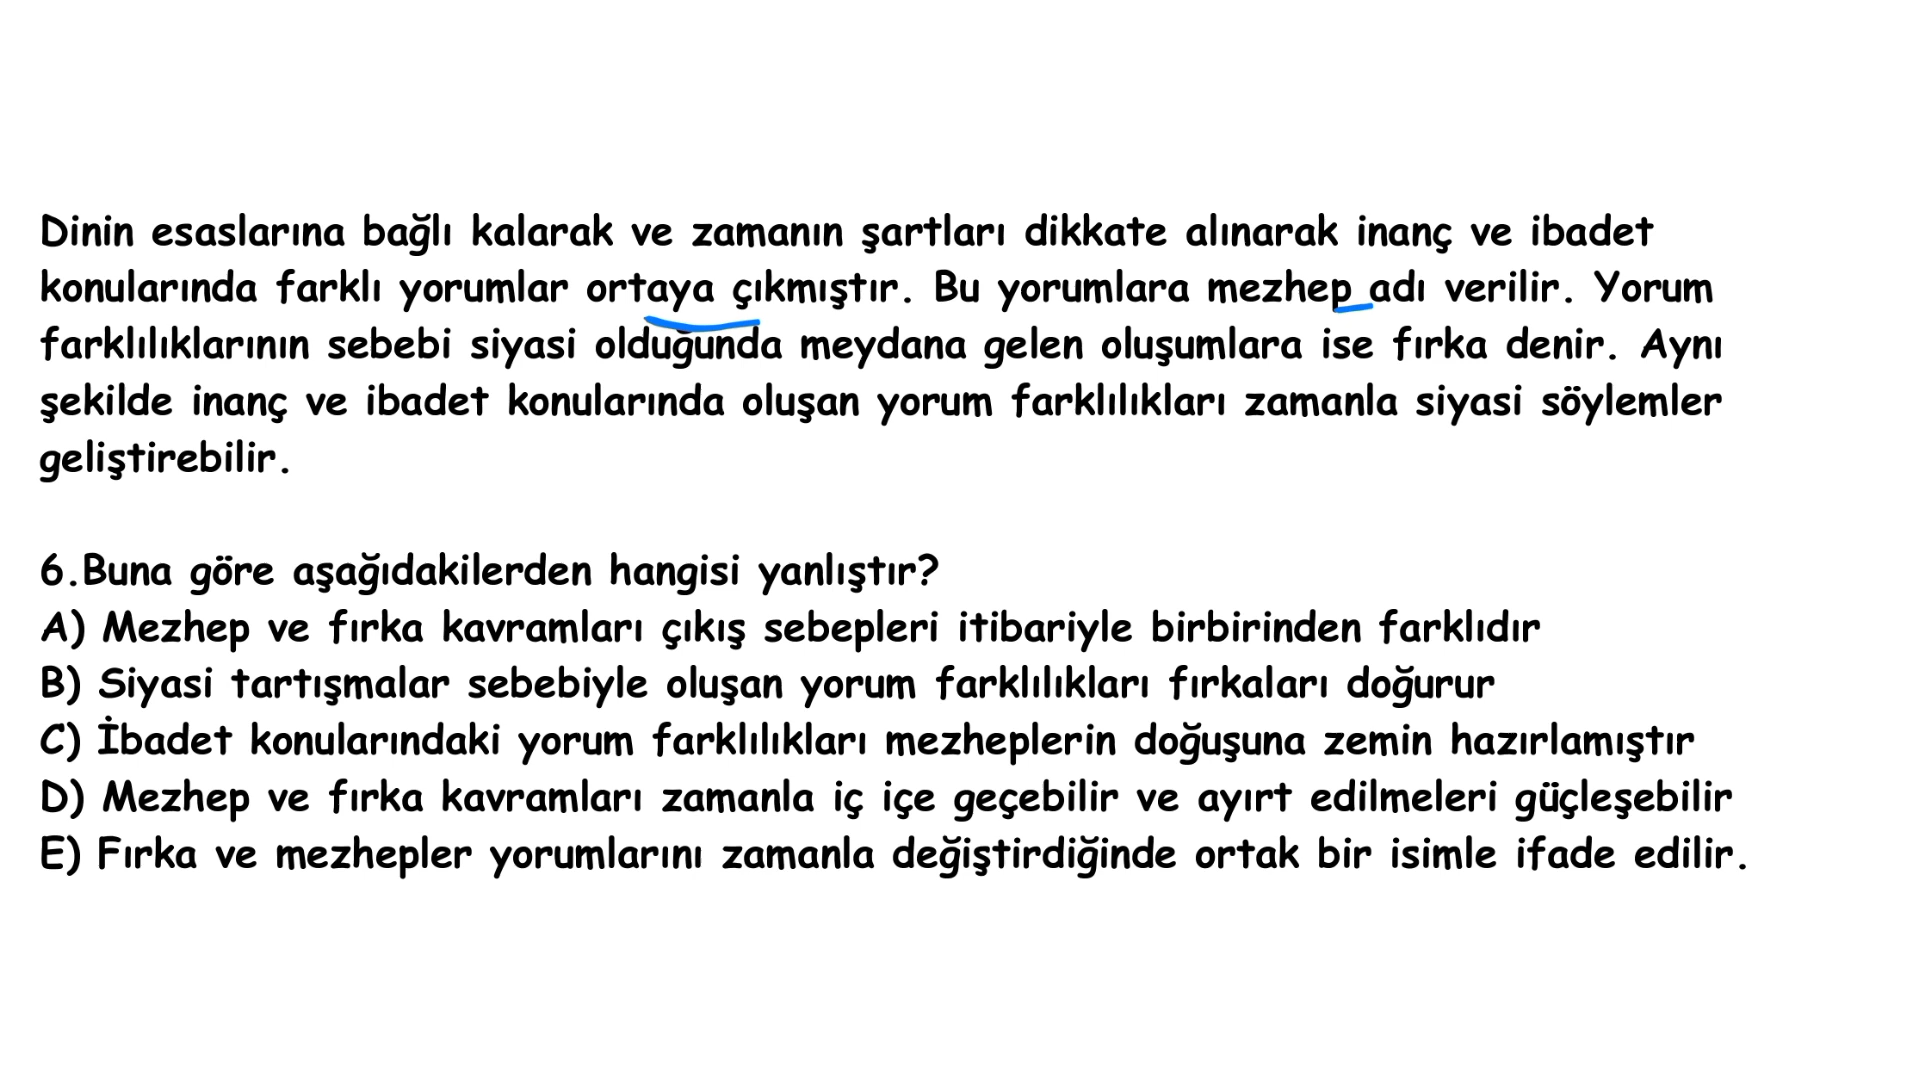 Dinin esaslarına bağlı kalarak ve zamanın şartları dikkate alınarak inanç ve ibadet
konularında farklı yorumlar ortaya çıkmıştır. Bu yorumlara mezhep adı verilir. Yorum
farklılıklarının sebebi siyasi olduğunda meydana gelen oluşumlara ise fırka denir. Aynı
şekilde inanç ve ibadet konularında oluşan yorum farklılıkları zamanla siyasi söylemler
geliştirebilir.
6.Buna göre aşağıdakilerden hangisi yanlıştır?
A) Mezhep ve fırka kavramları çıkış sebepleri itibariyle birbirinden farklıdır
B) Siyasi tartışmalar sebebiyle oluşan yorum farklılıkları fırkaları doğurur
C) İbadet konularındaki yorum farklılıkları mezheplerin doğuşuna zemin hazırlamıştır
D) Mezhep ve fırka kavramları zamanla iç içe geçebilir ve ayırt edilmeleri güçleşebilir
E) Fırka ve mezhepler yorumlarını zamanla değiştirdiğinde ortak bir isimle ifade edilir.